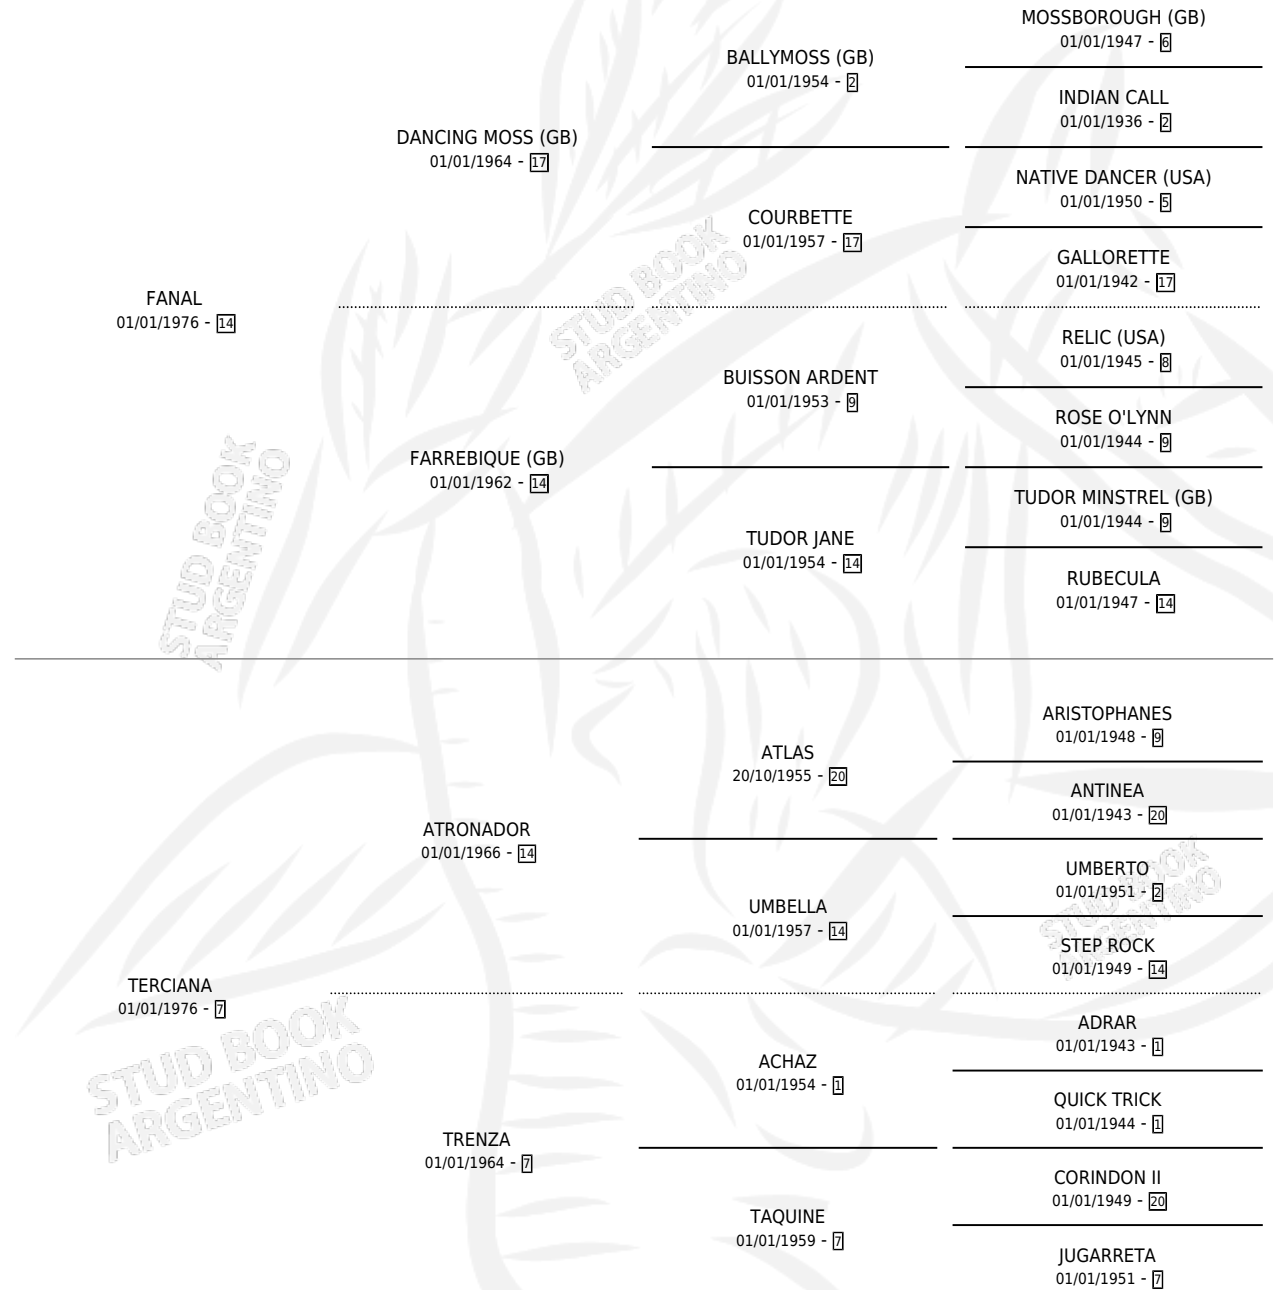 MOSSBOROUGH (GB)
01/01/1947 - 6
BALLYMOSS (GB)
01/01/1954 - 2
INDIAN CALL
01/01/1936 - 2
DANCING MOSS (GB)
01/01/1964 - 17
NATIVE DANCER (USA)
01/01/1950 - 5
COURBETTE
01/01/1957 - 17
GALLORETTE
01/01/1942 - 17
FANAL
01/01/1976 - 14
RELIC (USA)
01/01/1945 - 8
BUISSON ARDENT
01/01/1953 - 9
ROSE O'LYNN
01/01/1944 - 9
FARREBIQUE (GB)
01/01/1962 - 14
TUDOR MINSTREL (GB)
01/01/1944 - 9
TUDOR JANE
01/01/1954 - 14
RUBECULA
01/01/1947 - 14
ARISTOPHANES
01/01/1948 - 9
ATLAS
20/10/1955 - 20
ANTINEA
01/01/1943 - 20
ATRONADOR
01/01/1966 - 14
UMBERTO
01/01/1951 - 2
UMBELLA
01/01/1957 - 14
STEP ROCK
01/01/1949 - 14
TERCIANA
01/01/1976 - 7
ADRAR
01/01/1943 - 1
ACHAZ
01/01/1954 - 1
QUICK TRICK
01/01/1944 - 1
TRENZA
01/01/1964 - 7
CORINDON II
01/01/1949 - 20
TAQUINE
01/01/1959 - 7
JUGARRETA
01/01/1951 - 7
STUD BOOK
ARGENTINO
STUD BOOK
ARGENTINO
STUD BOOK
ARGENTINO
STUD BOOK
ARGENTINO